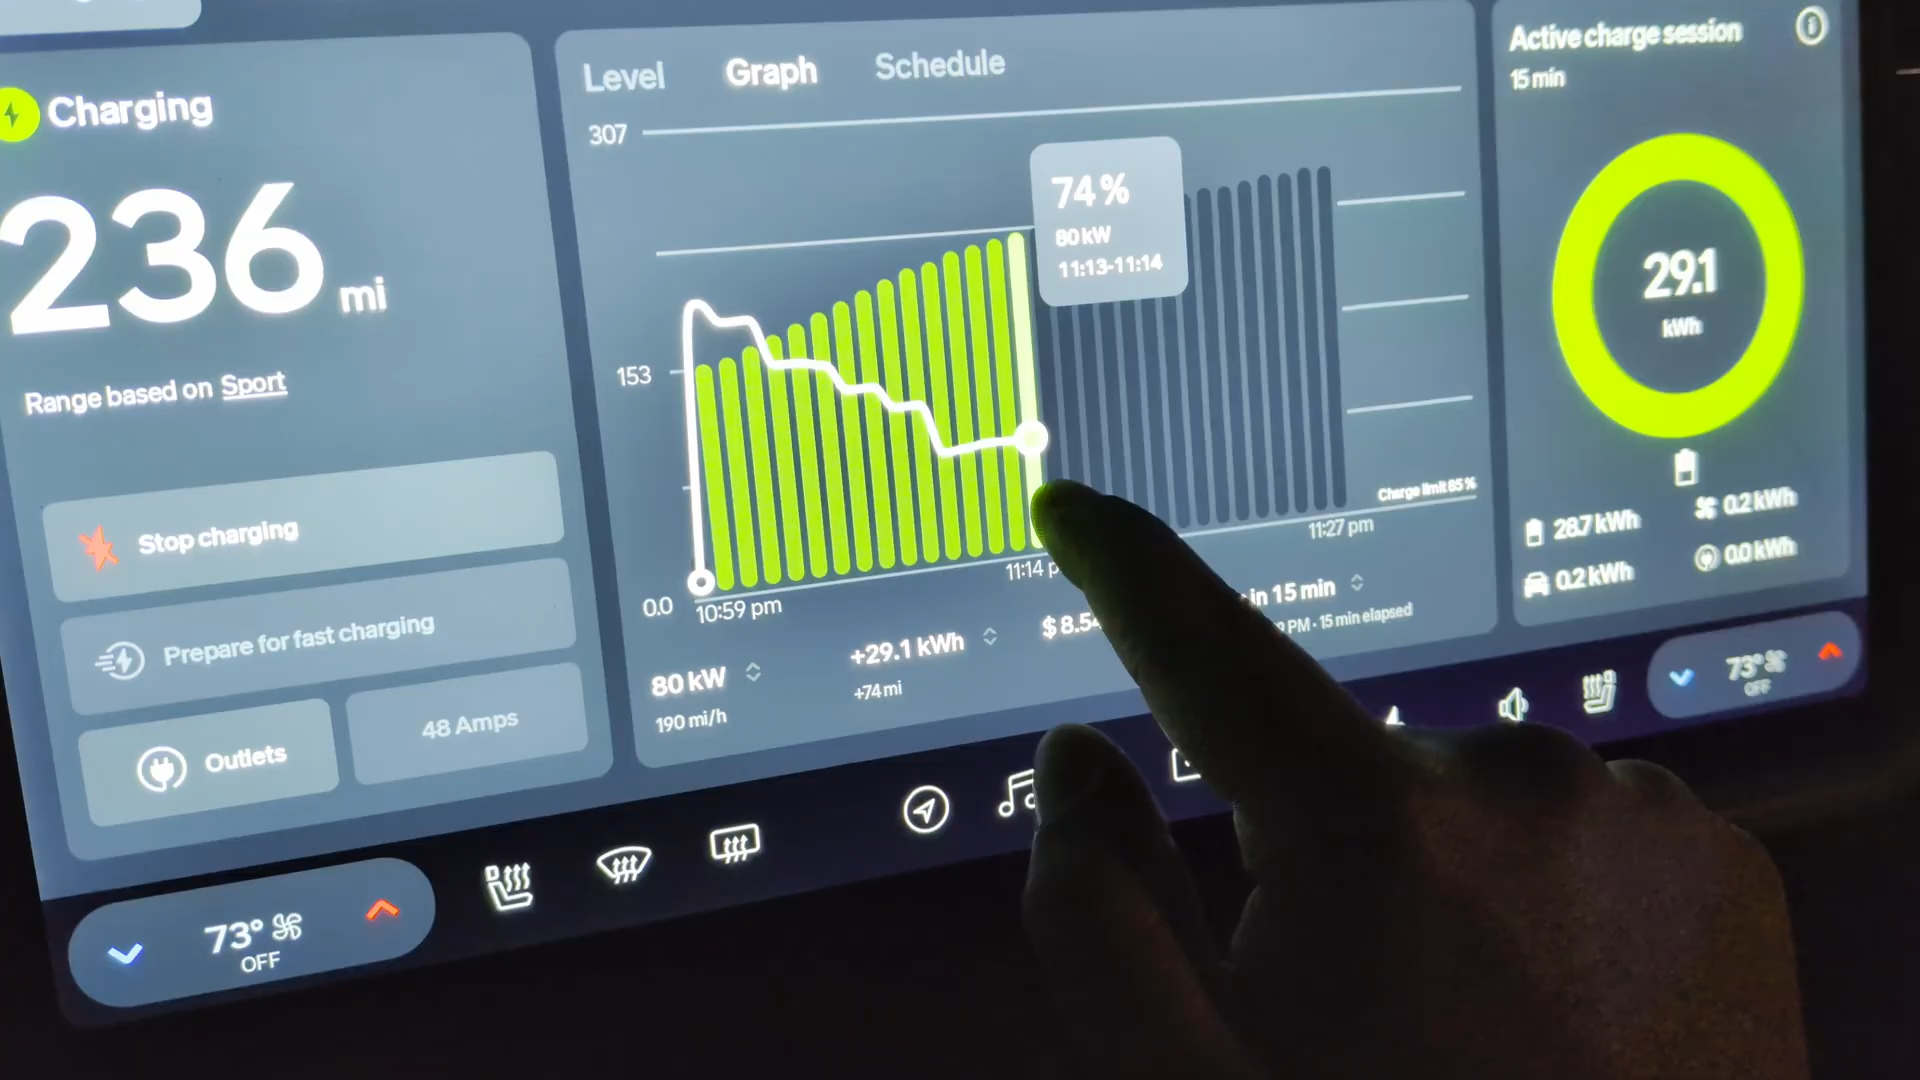 Charging
236 mi
Range based on Sport
Stop charging
Prepare for fast charging
Outlets
48 Amps
73°
OFF
Level Graph Schedule
307
153
0.0
74%
80 kW
11:13-11:14
Charge limit 85%
10:59 pm
11:14 p
11:27 pm
80 kW
190 mi/h
+29.1 kWh
+74 mi
$8.54
in 15 min
PM · 15 min elapsed
Active charge session
15 min
29.1
kWh
28.7 kWh
0.2 kWh
0.2 kWh
0.0 kWh
73°
OFF